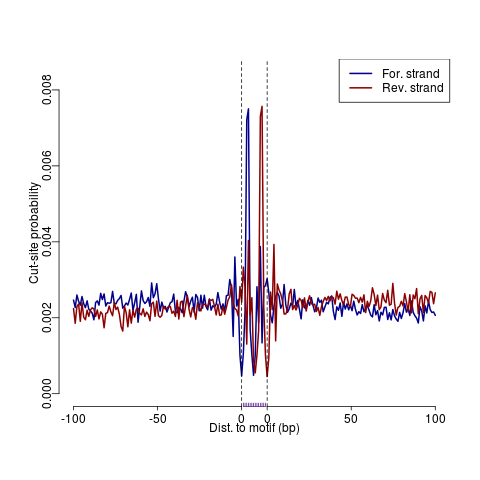 For. strand
Rev. strand
Cut-site probability
0.008
0.006
0.004
0.002
0.000
-100 -50 0 0 50 100
Dist. to motif (bp)